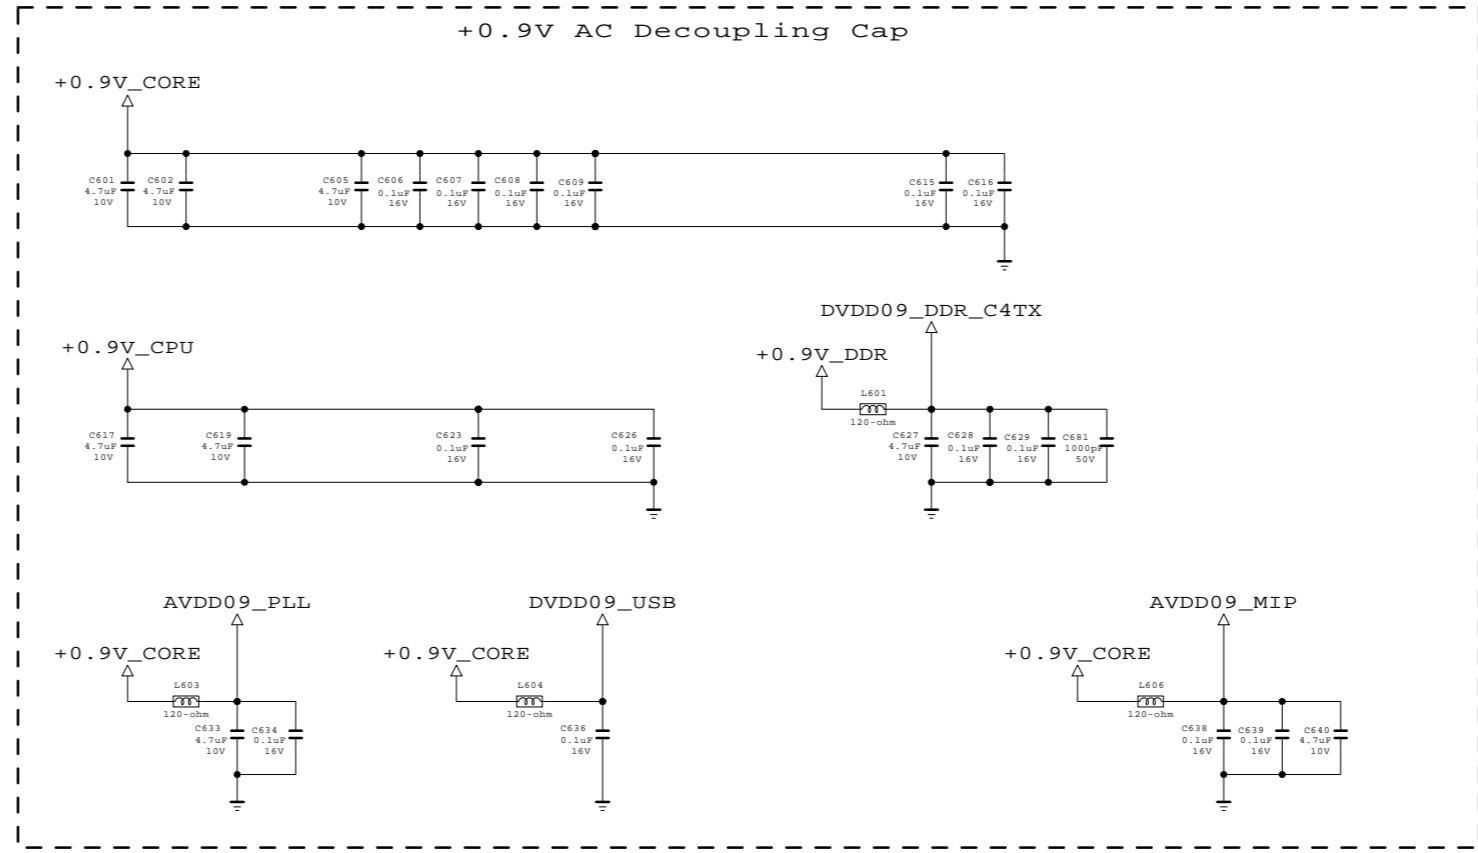 +0.9V AC Decoupling Cap
+0.9V_CORE
C601
4.7uF
10V
C602
4.7uF
10V
C605
4.7uF
10V
C606
0.1uF
16V
C607
0.1uF
16V
C608
0.1uF
16V
C609
0.1uF
16V
C615
0.1uF
16V
C616
0.1uF
16V
+0.9V_CPU
C617
4.7uF
10V
C619
4.7uF
10V
C623
0.1uF
16V
C626
0.1uF
16V
DVDD09_DDR_C4TX
+0.9V_DDR
L601
120-ohm
C627
4.7uF
10V
C628
0.1uF
16V
C629
0.1uF
16V
C681
1000pF
50V
AVDD09_PLL
+0.9V_CORE
L603
120-ohm
C633
4.7uF
10V
C634
0.1uF
16V
DVDD09_USB
+0.9V_CORE
L604
120-ohm
C636
0.1uF
16V
AVDD09_MIP
+0.9V_CORE
L606
120-ohm
C638
0.1uF
16V
C639
0.1uF
16V
C640
4.7uF
10V